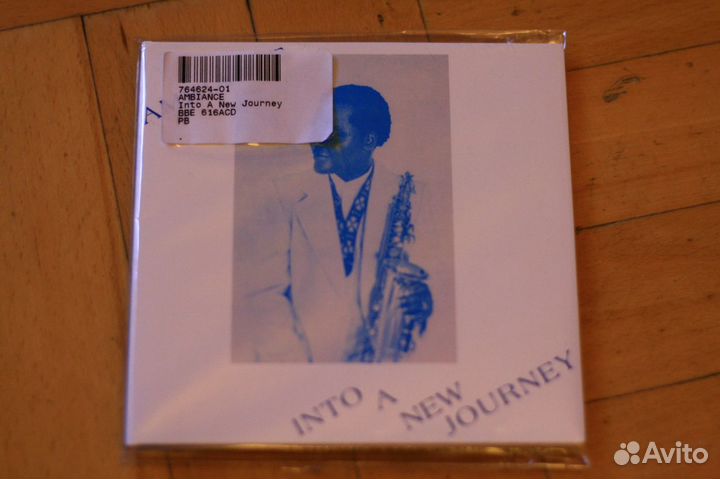 764624-01
AMBIANCE
Into A New Journey
BBE 616ACD
PB
A
INTO A NEW JOURNEY
Avito